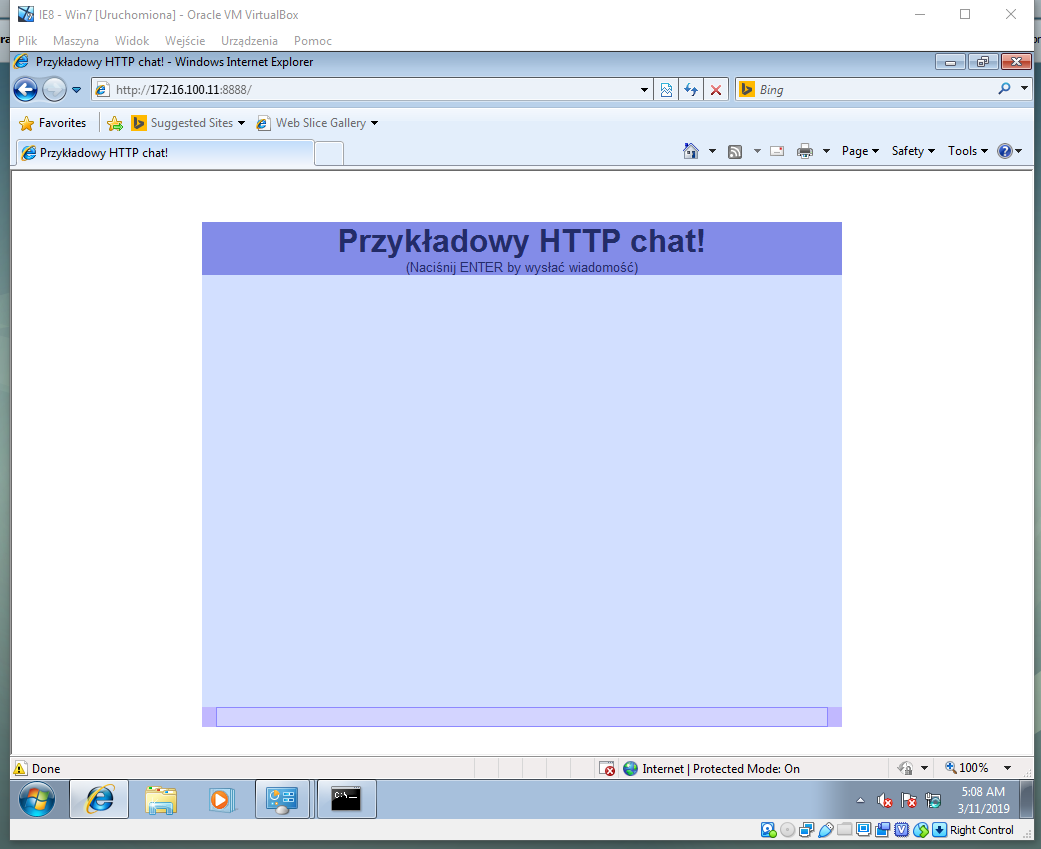 IE8 - Win7 [Uruchomiona] - Oracle VM VirtualBox
Plik Maszyna Widok Wejście Urządzenia Pomoc
Przykładowy HTTP chat! - Windows Internet Explorer
http://172.16.100.11:8888/ Bing
Favorites Suggested Sites Web Slice Gallery
Przykładowy HTTP chat! Page Safety Tools
Przykładowy HTTP chat!
(Naciśnij ENTER by wysłać wiadomość)
Done Internet | Protected Mode: On 100%
C:\_
5:08 AM
3/11/2019
Right Control